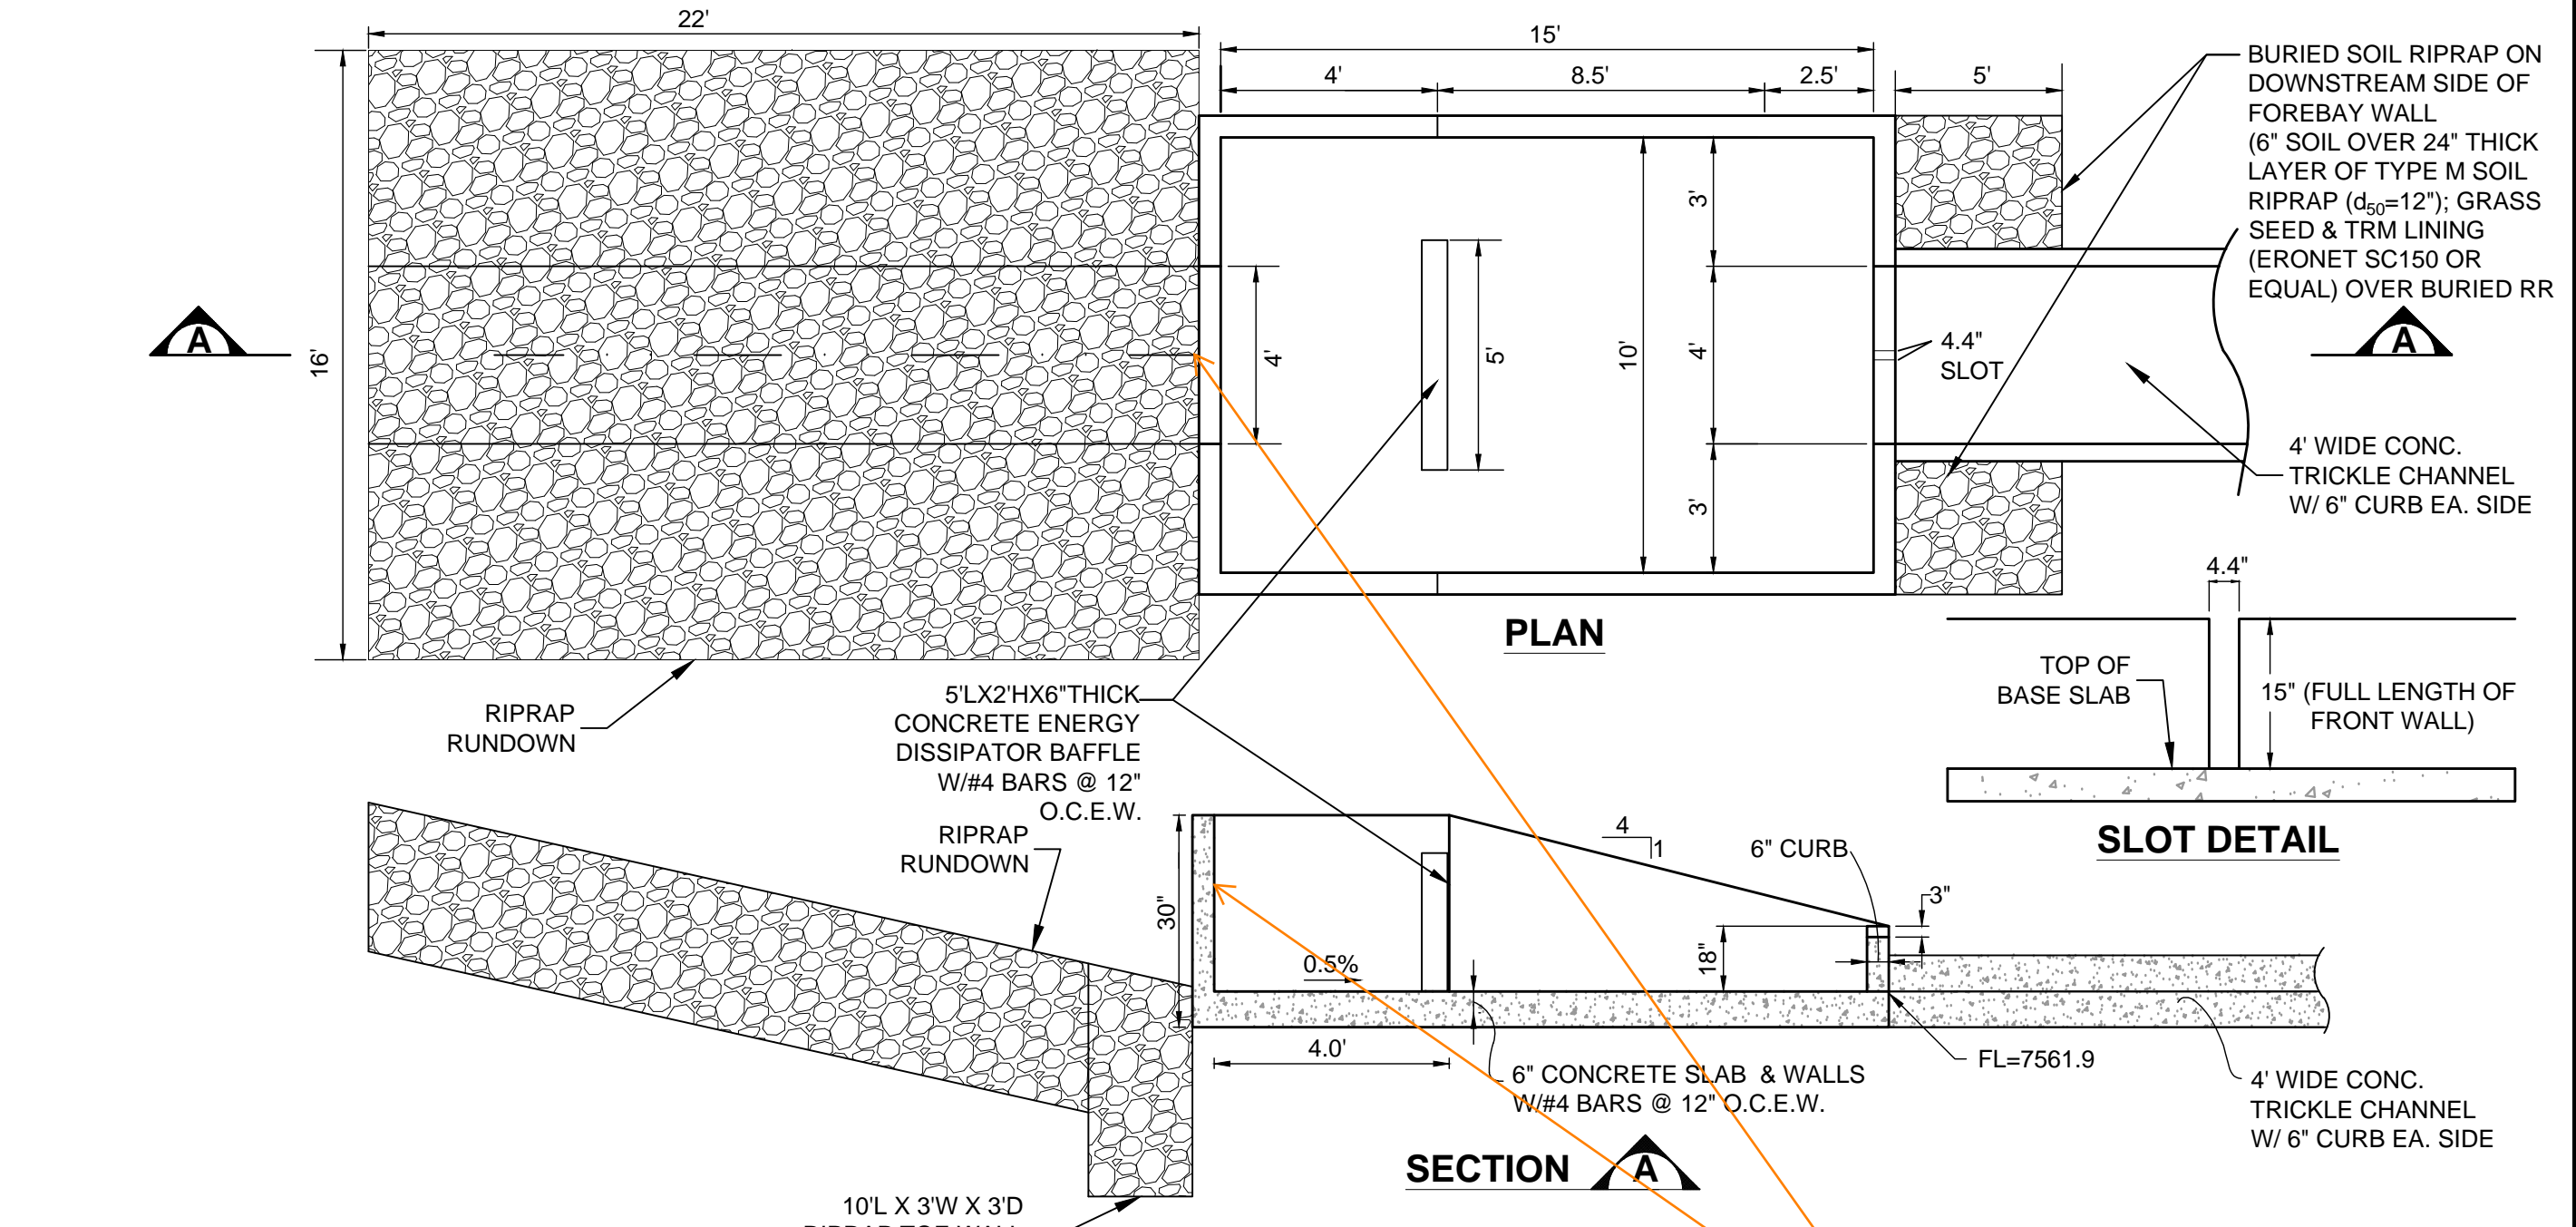 22'
15'
4'
8.5'
2.5'
5'
BURIED SOIL RIPRAP ON
DOWNSTREAM SIDE OF
FOREBAY WALL
(6" SOIL OVER 24" THICK
LAYER OF TYPE M SOIL
RIPRAP (d50=12"); GRASS
SEED & TRM LINING
(ERONET SC150 OR
EQUAL) OVER BURIED RR
A
A
16'
4'
5'
10'
3'
4'
3'
4.4"
SLOT
4' WIDE CONC.
TRICKLE CHANNEL
W/ 6" CURB EA. SIDE
PLAN
RIPRAP
RUNDOWN
5'LX2'HX6"THICK
CONCRETE ENERGY
DISSIPATOR BAFFLE
W/#4 BARS @ 12"
O.C.E.W.
4.4"
TOP OF
BASE SLAB
15" (FULL LENGTH OF
FRONT WALL)
SLOT DETAIL
RIPRAP
RUNDOWN
30"
0.5%
4
1
6" CURB
3"
18"
4.0'
6" CONCRETE SLAB & WALLS
W/#4 BARS @ 12" O.C.E.W.
FL=7561.9
4' WIDE CONC.
TRICKLE CHANNEL
W/ 6" CURB EA. SIDE
SECTION A
10'L X 3'W X 3'D
RIPRAP TOE WALL